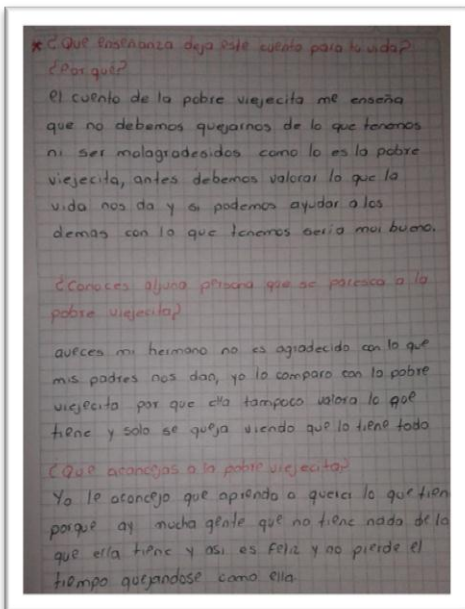 * ¿Que enseñanza deja este cuento para tu vida?
¿Por que?
el cuento de la pobre viejecita me enseña
que no debemos quejarnos de lo que tenemos
ni ser malagradesidos como lo es la pobre
viejecita, antes debemos valorar lo que la
vida nos da y si podemos ayudar a los
demas con lo que tenemos seria mui bueno.
¿Conoces alguna persona que se paresca a la
pobre viejecita?
aveces mi hermano no es agradecido con lo que
mis padres nos dan, yo lo comparo con la pobre
viejecita por que ella tampoco valora lo que
tiene y solo se queja viendo que lo tiene todo
¿Que aconcejas a la pobre viejecita?
Yo le aconcejo que aprenda a querer lo que tien
porque ay mucha gente que no tiene nada de lo
que ella tiene y asi es feliz y no pierde el
tiempo quejandose como ella.